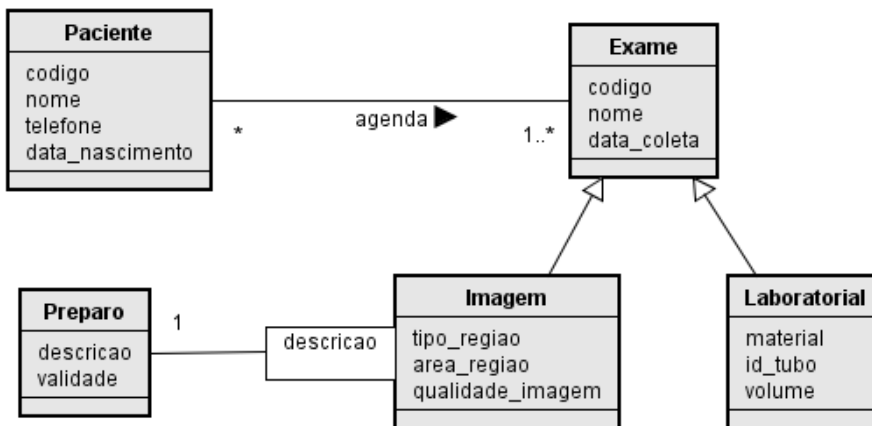 Paciente
codigo
nome
telefone
data_nascimento
*
agenda
1..*
Exame
codigo
nome
data_coleta
Preparo
descricao
validade
1
descricao
Imagem
tipo_regiao
area_regiao
qualidade_imagem
Laboratorial
material
id_tubo
volume